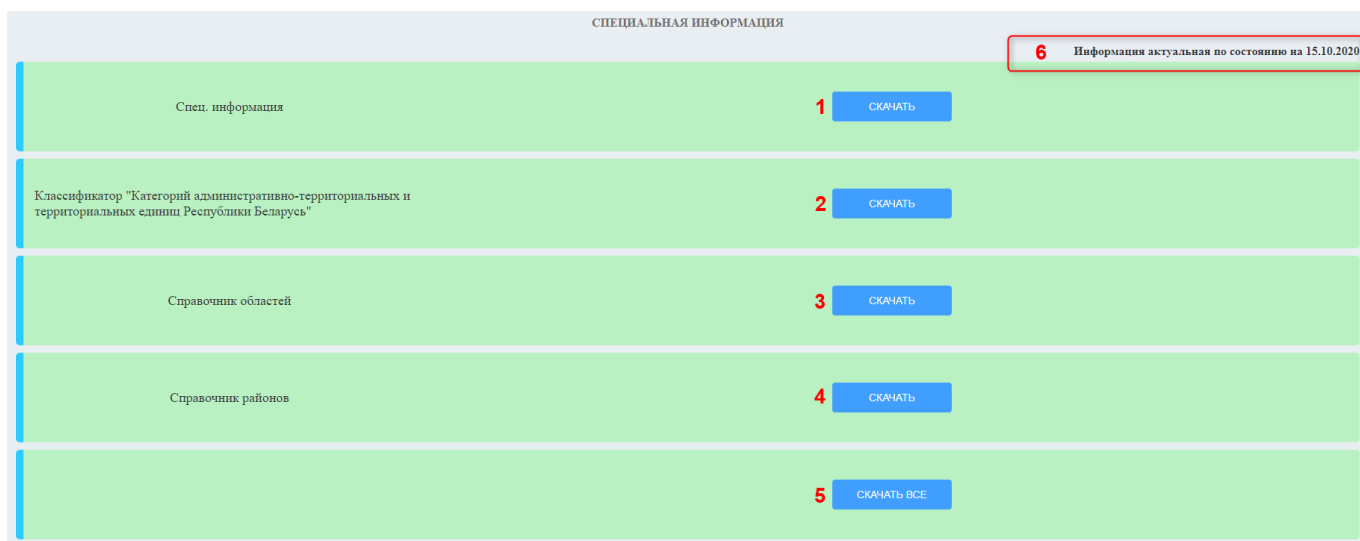 СПЕЦИАЛЬНАЯ ИНФОРМАЦИЯ
6 Информация актуальная по состоянию на 15.10.2020
Спец. информация 1 СКАЧАТЬ
Классификатор "Категорий административно-территориальных и
территориальных единиц Республики Беларусь" 2 СКАЧАТЬ
Справочник областей 3 СКАЧАТЬ
Справочник районов 4 СКАЧАТЬ
5 СКАЧАТЬ ВСЕ